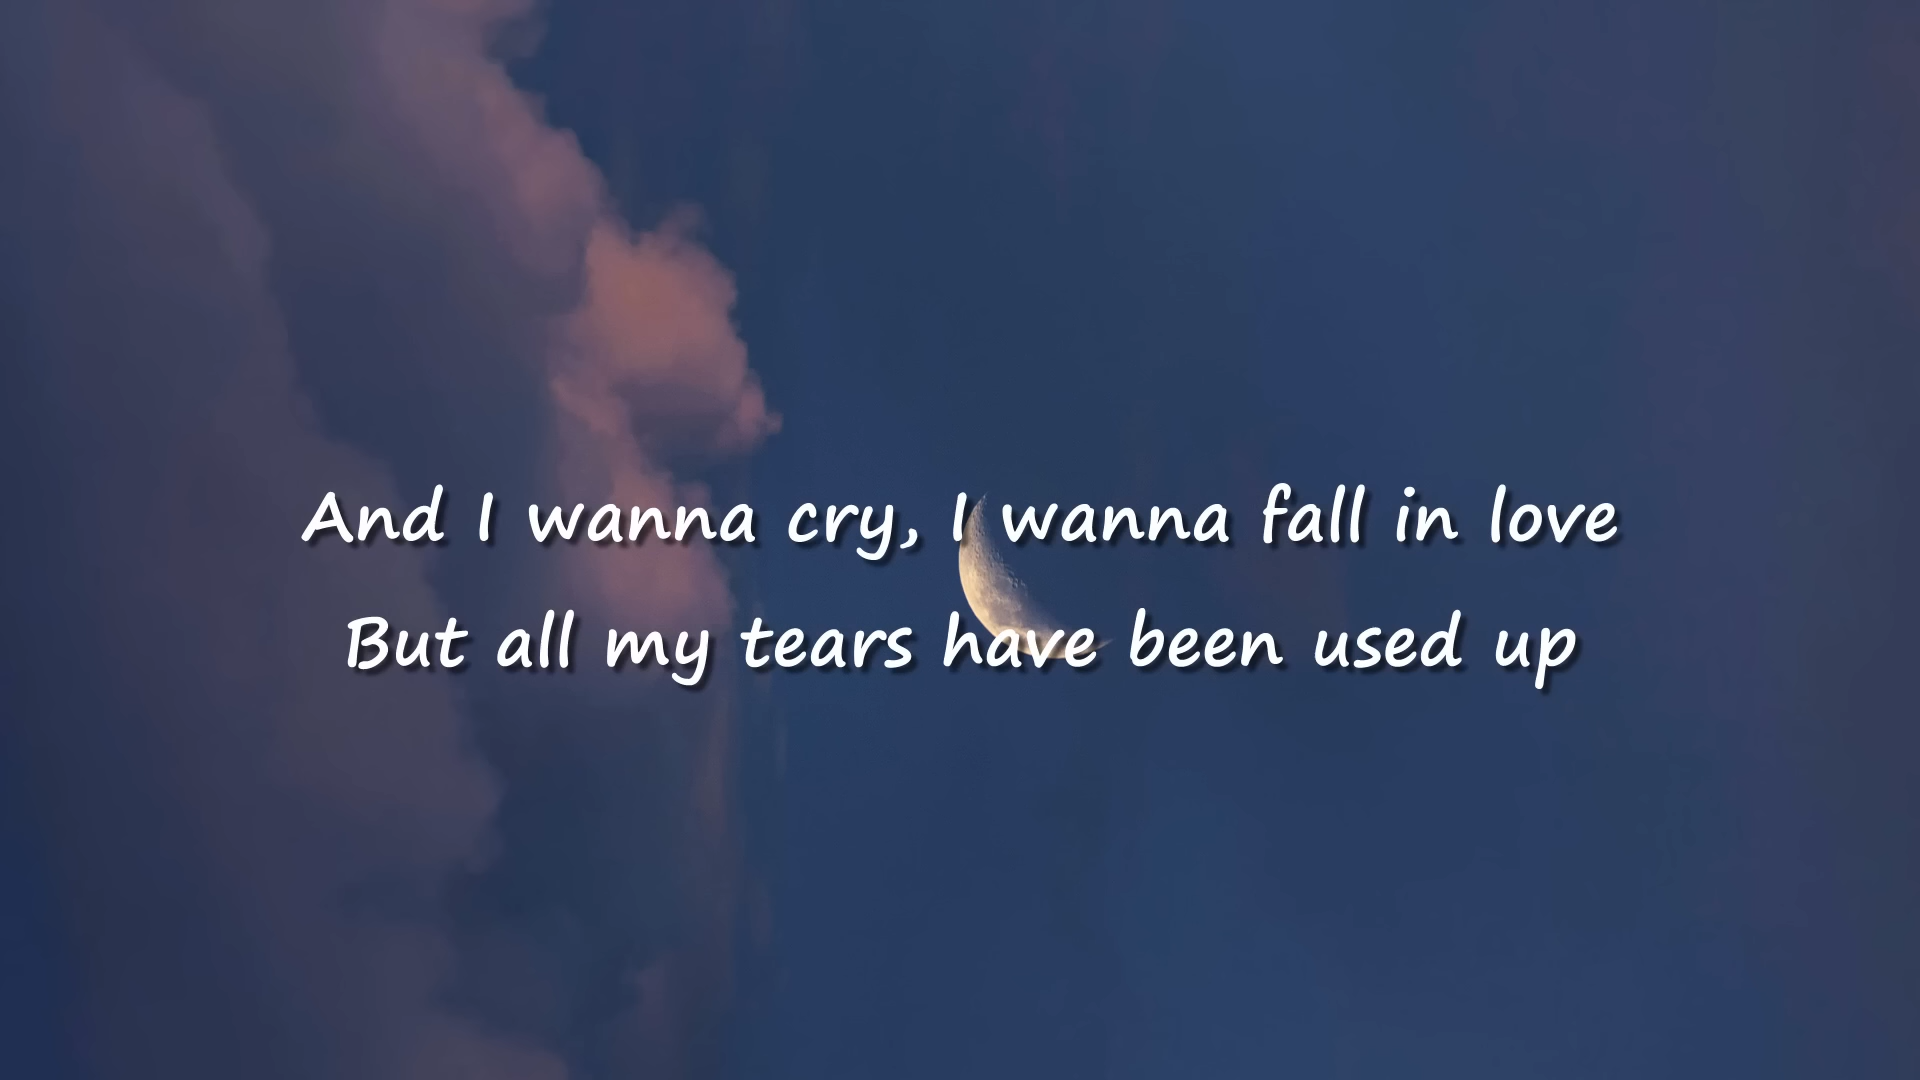 And I wanna cry, I wanna fall in love
But all my tears have been used up